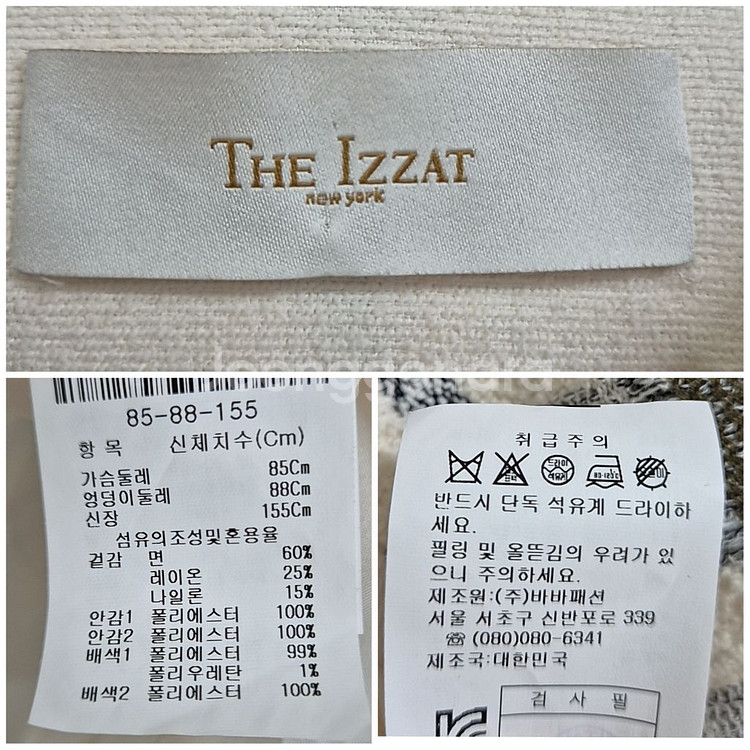 THE IZZAT
new york
85-88-155
항 목 신체치수(Cm)
가슴둘레 85Cm
엉덩이둘레 88Cm
신장 155Cm
섬유의조성및혼용율
겉감 면 60%
레이온 25%
나일론 15%
안감1 폴리에스터 100%
안감2 폴리에스터 100%
배색1 폴리에스터 99%
폴리우레탄 1%
배색2 폴리에스터 100%
취급주의
드라이
석유계
반드시 단독 석유계 드라이하
세요.
필링 및 올뜯김의 우려가 있
으니 주의하세요.
제조원:(주)바바패션
서울 서초구 신반포로 339
☏ (080)080-6341
제조국:대한민국
검 사 필